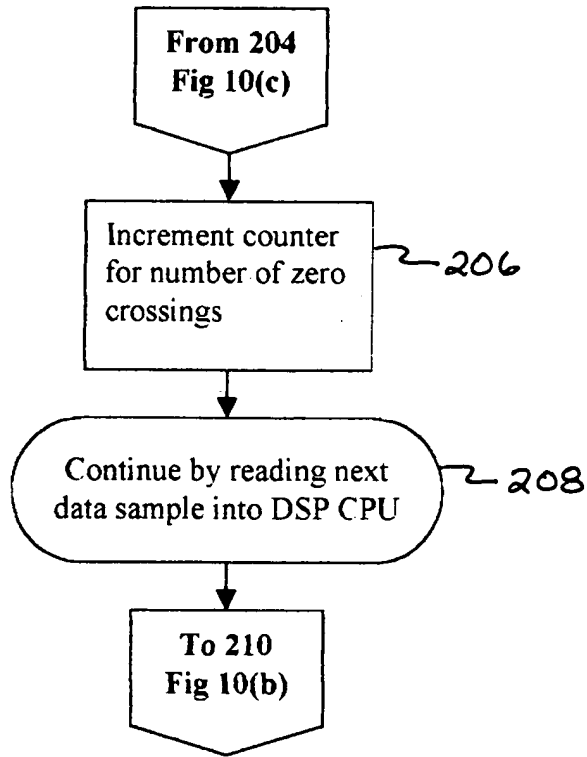 From 204
Fig 10(c)
Increment counter
for number of zero
crossings
206
Continue by reading next
data sample into DSP CPU
208
To 210
Fig 10(b)